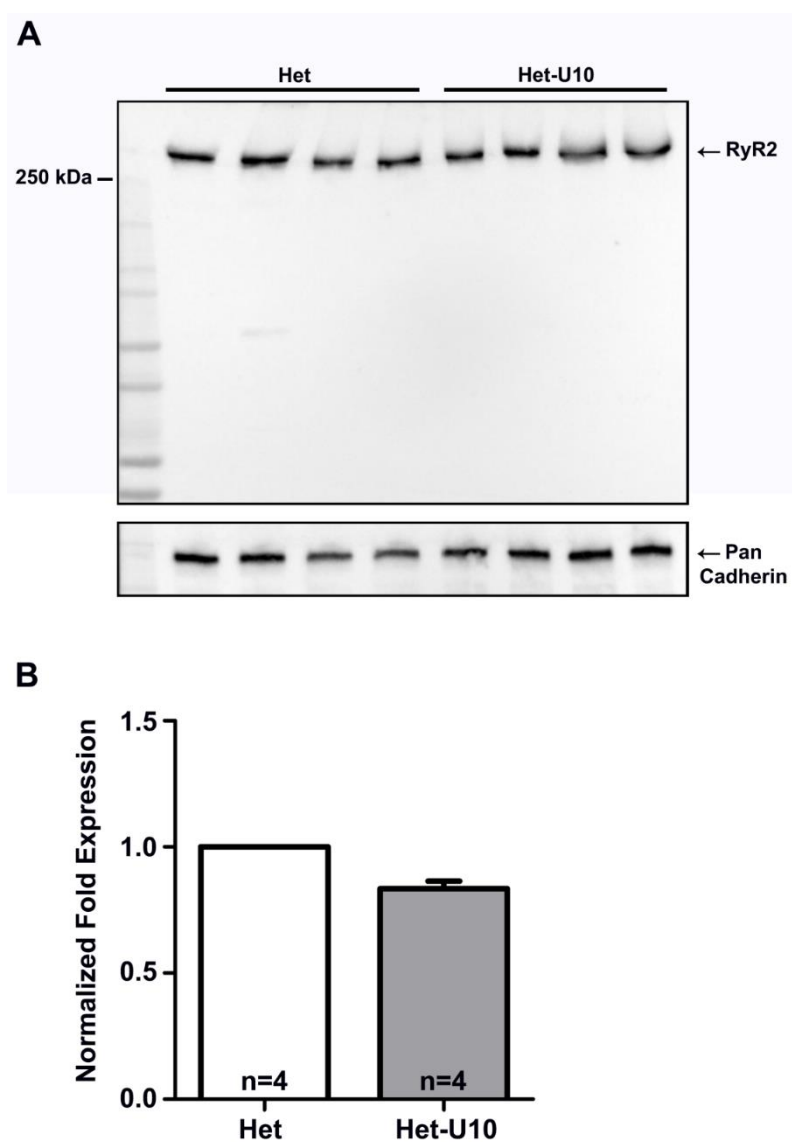 A
Het
Het-U10
← RyR2
250 kDa
← Pan
Cadherin
B
Normalized Fold Expression
1.5
1.0
0.5
0.0
n=4
n=4
Het
Het-U10